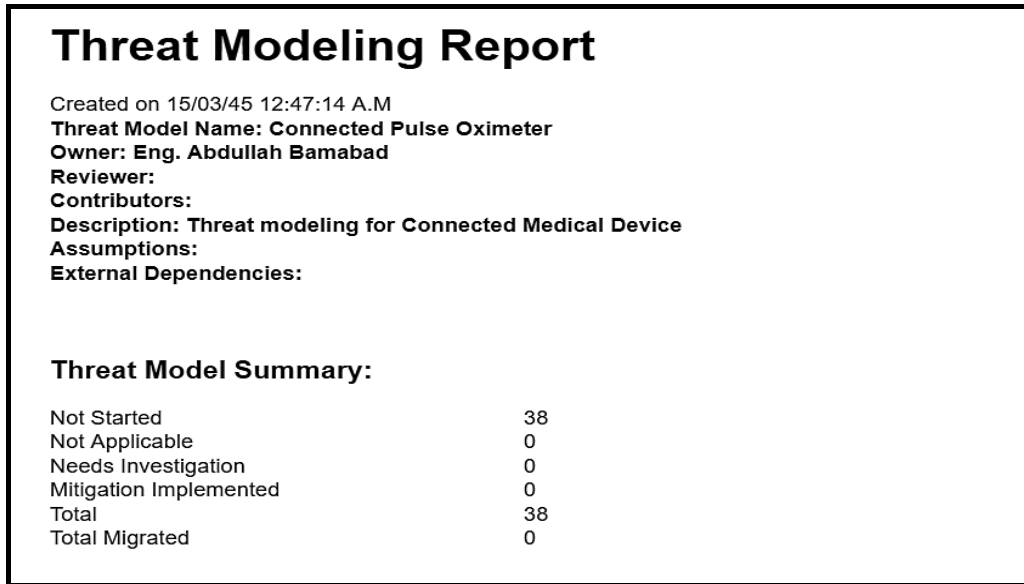 Threat Modeling Report
Created on 15/03/45 12:47:14 A.M
Threat Model Name: Connected Pulse Oximeter
Owner: Eng. Abdullah Bamabad
Reviewer:
Contributors:
Description: Threat modeling for Connected Medical Device
Assumptions:
External Dependencies:
Threat Model Summary:
Not Started 38
Not Applicable 0
Needs Investigation 0
Mitigation Implemented 0
Total 38
Total Migrated 0